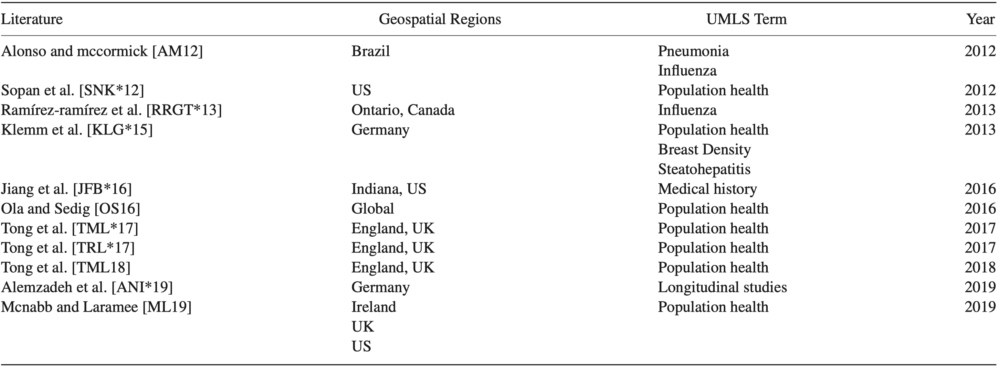 Literature Geospatial Regions UMLS Term Year
Alonso and mccormick [AM12] Brazil Pneumonia 2012
Influenza
Sopan et al. [SNK*12] US Population health 2012
Ramírez-ramírez et al. [RRGT*13] Ontario, Canada Influenza 2013
Klemm et al. [KLG*15] Germany Population health 2013
Breast Density
Steatohepatitis
Jiang et al. [JFB*16] Indiana, US Medical history 2016
Ola and Sedig [OS16] Global Population health 2016
Tong et al. [TML*17] England, UK Population health 2017
Tong et al. [TRL*17] England, UK Population health 2017
Tong et al. [TML18] England, UK Population health 2018
Alemzadeh et al. [ANI*19] Germany Longitudinal studies 2019
Mcnabb and Laramee [ML19] Ireland Population health 2019
UK
US